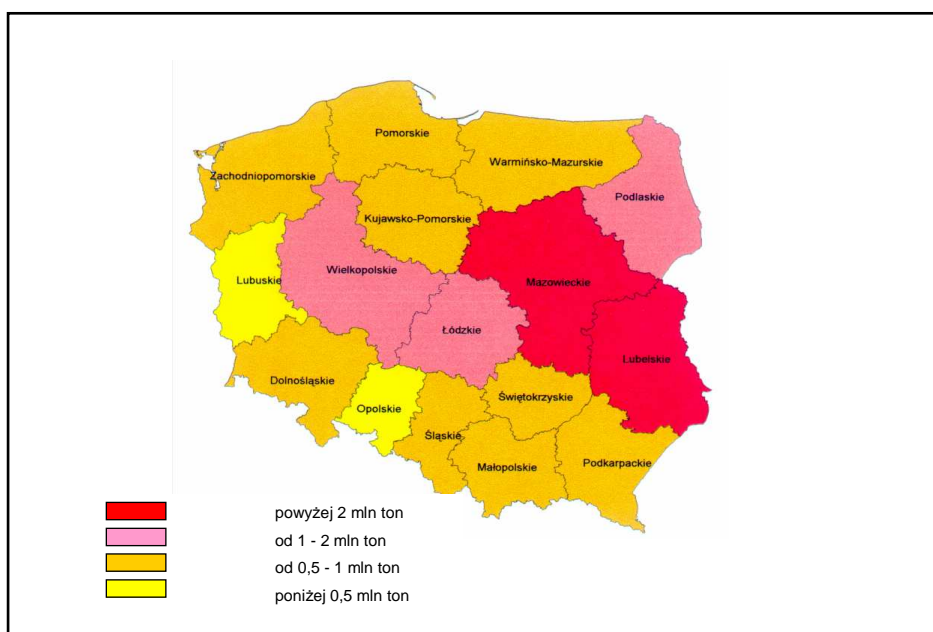 Pomorskie
Warmińsko-Mazurskie
Zachodniopomorskie
Podlaskie
Kujawsko-Pomorskie
Wielkopolskie
Lubuskie
Mazowieckie
Łódzkie
Lubelskie
Dolnośląskie
Opolskie
Świętokrzyskie
Śląskie
Małopolskie
Podkarpackie
powyżej 2 mln ton
od 1 - 2 mln ton
od 0,5 - 1 mln ton
poniżej 0,5 mln ton